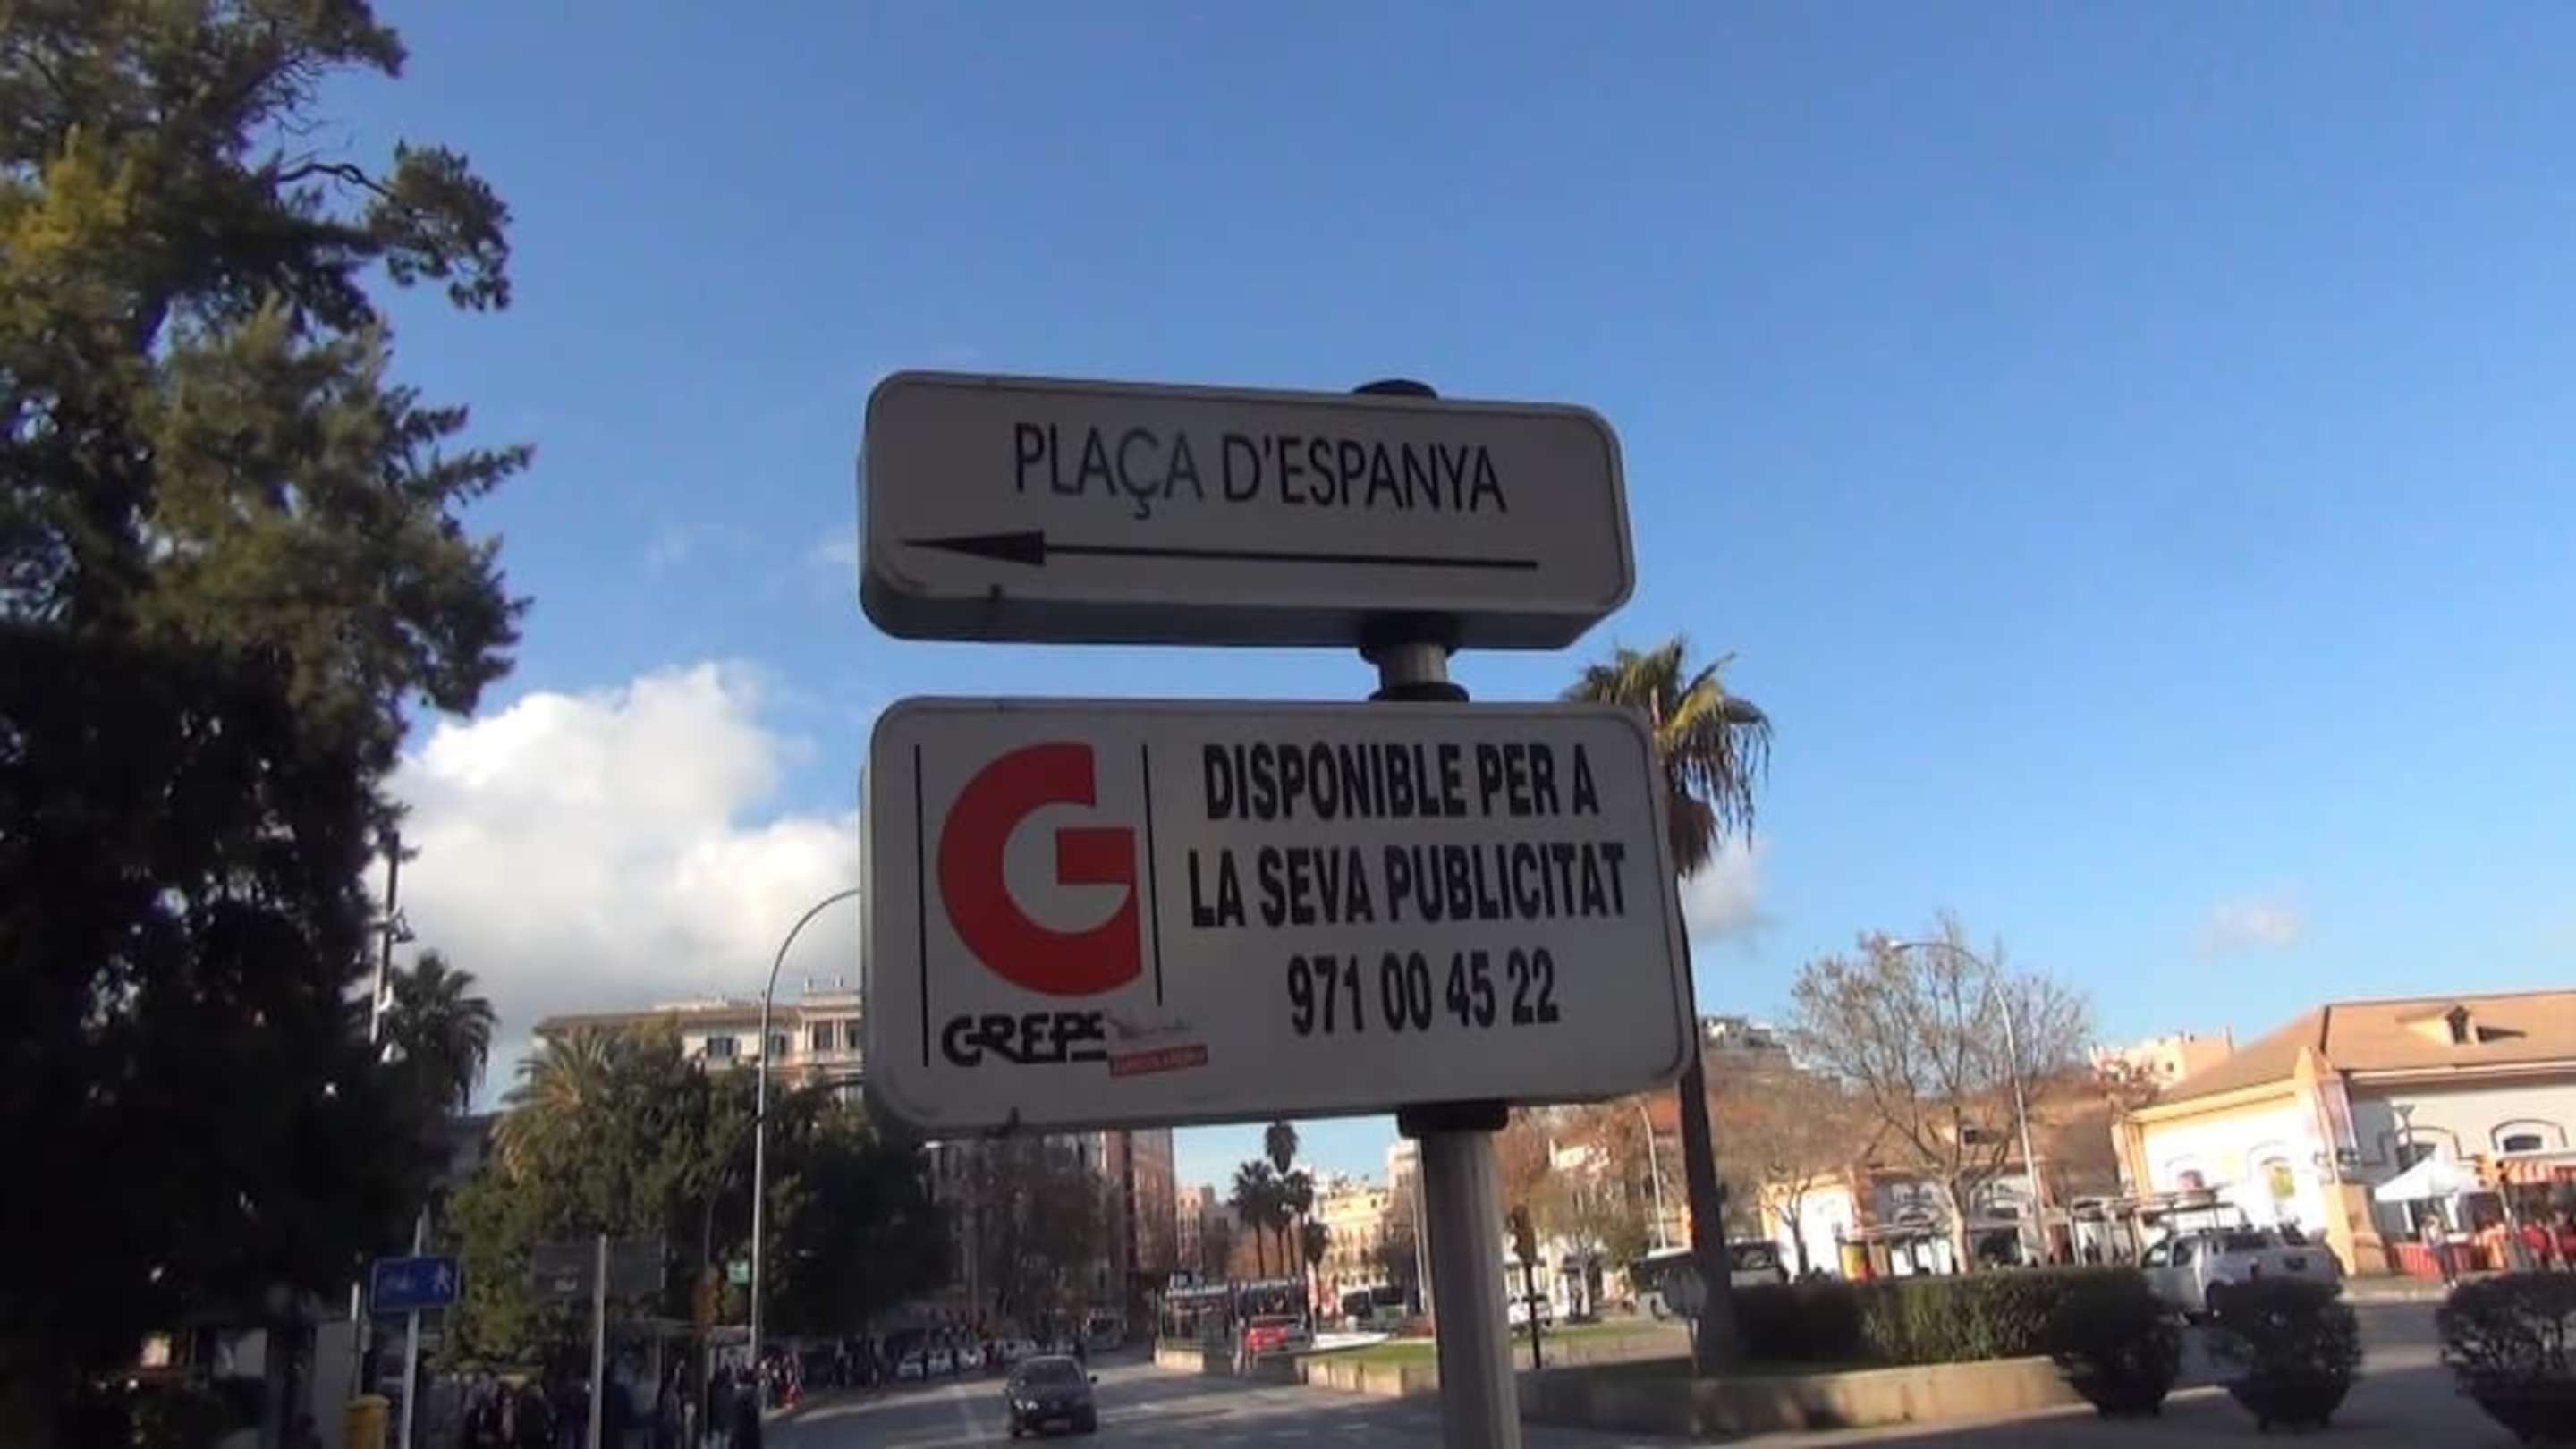 PLAÇA D'ESPANYA
DISPONIBLE PER A
LA SEVA PUBLICITAT
971 00 45 22
G